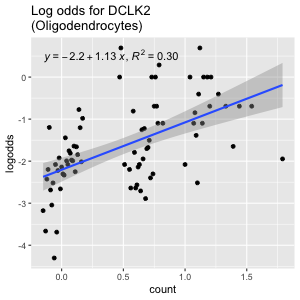 Log odds for DCLK2
(Oligodendrocytes)
y = −2.2 + 1.13 x, R² = 0.30
0
-1
-2
-3
-4
logodds
0.0 0.5 1.0 1.5
count